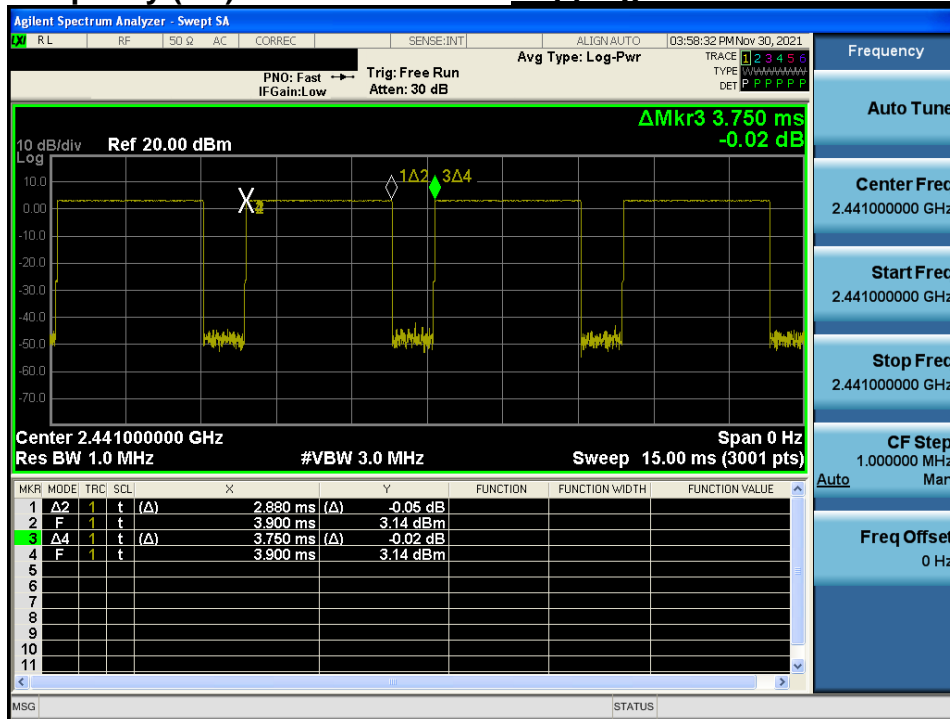 Agilent Spectrum Analyzer - Swept SA
LXI RL RF 50 Ω AC CORREC SENSE:INT ALIGN AUTO 03:58:32 PM Nov 30, 2021
Avg Type: Log-Pwr
TRACE 1 2 3 4 5 6
TYPE
DET P P P P P P
PNO: Fast Trig: Free Run
IFGain:Low Atten: 30 dB
ΔMkr3 3.750 ms
-0.02 dB
10 dB/div Ref 20.00 dBm
Log
10.0
0.00
-10.0
-20.0
-30.0
-40.0
-50.0
-60.0
-70.0
1Δ2 3Δ4
Center 2.441000000 GHz Span 0 Hz
Res BW 1.0 MHz #VBW 3.0 MHz Sweep 15.00 ms (3001 pts)
MKR MODE TRC SCL X Y FUNCTION FUNCTION WIDTH FUNCTION VALUE
1 Δ2 1 t (Δ) 2.880 ms (Δ) -0.05 dB
2 F 1 t 3.900 ms 3.14 dBm
3 Δ4 1 t (Δ) 3.750 ms (Δ) -0.02 dB
4 F 1 t 3.900 ms 3.14 dBm
5
6
7
8
9
10
11
MSG STATUS
Frequency
Auto Tune
Center Freq
2.441000000 GHz
Start Freq
2.441000000 GHz
Stop Freq
2.441000000 GHz
CF Step
1.000000 MHz
Auto Man
Freq Offset
0 Hz